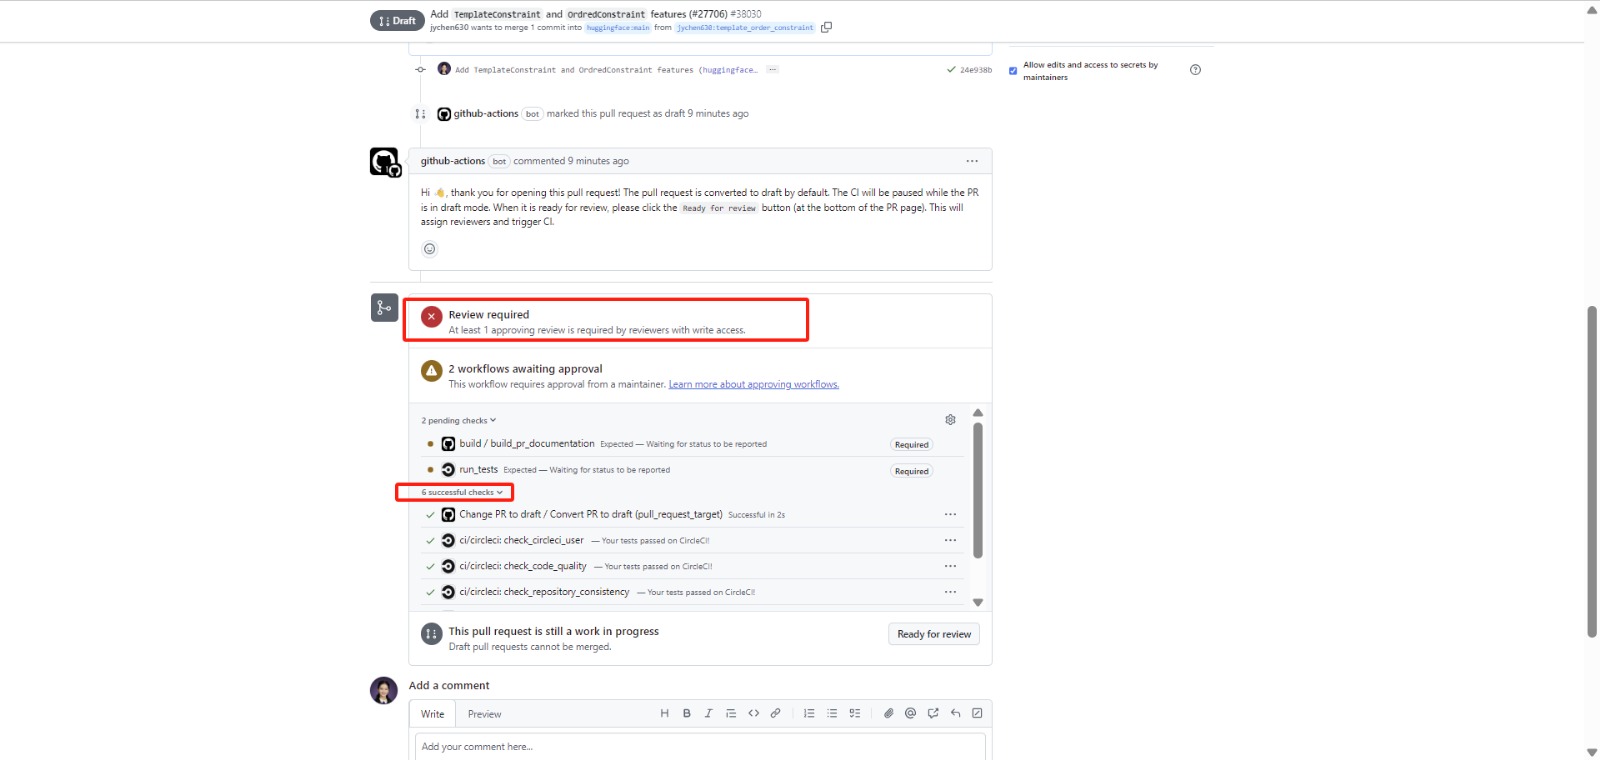 Draft
Add TemplateConstraint and OrdredConstraint features (#27706) #38030
jychen630 wants to merge 1 commit into huggingface:main from jychen630:template_order_constraint
Add TemplateConstraint and OrdredConstraint features (huggingface… ···
24e938b
Allow edits and access to secrets by
maintainers
github-actions bot marked this pull request as draft 9 minutes ago
github-actions bot commented 9 minutes ago
Hi 👋, thank you for opening this pull request! The pull request is converted to draft by default. The CI will be paused while the PR
is in draft mode. When it is ready for review, please click the Ready for review button (at the bottom of the PR page). This will
assign reviewers and trigger CI.
Review required
At least 1 approving review is required by reviewers with write access.
2 workflows awaiting approval
This workflow requires approval from a maintainer. Learn more about approving workflows.
2 pending checks
build / build_pr_documentation Expected — Waiting for status to be reported Required
run_tests Expected — Waiting for status to be reported Required
6 successful checks
Change PR to draft / Convert PR to draft (pull_request_target) Successful in 2s
ci/circleci: check_circleci_user — Your tests passed on CircleCI!
ci/circleci: check_code_quality — Your tests passed on CircleCI!
ci/circleci: check_repository_consistency — Your tests passed on CircleCI!
This pull request is still a work in progress
Draft pull requests cannot be merged.
Ready for review
Add a comment
Write Preview
Add your comment here...